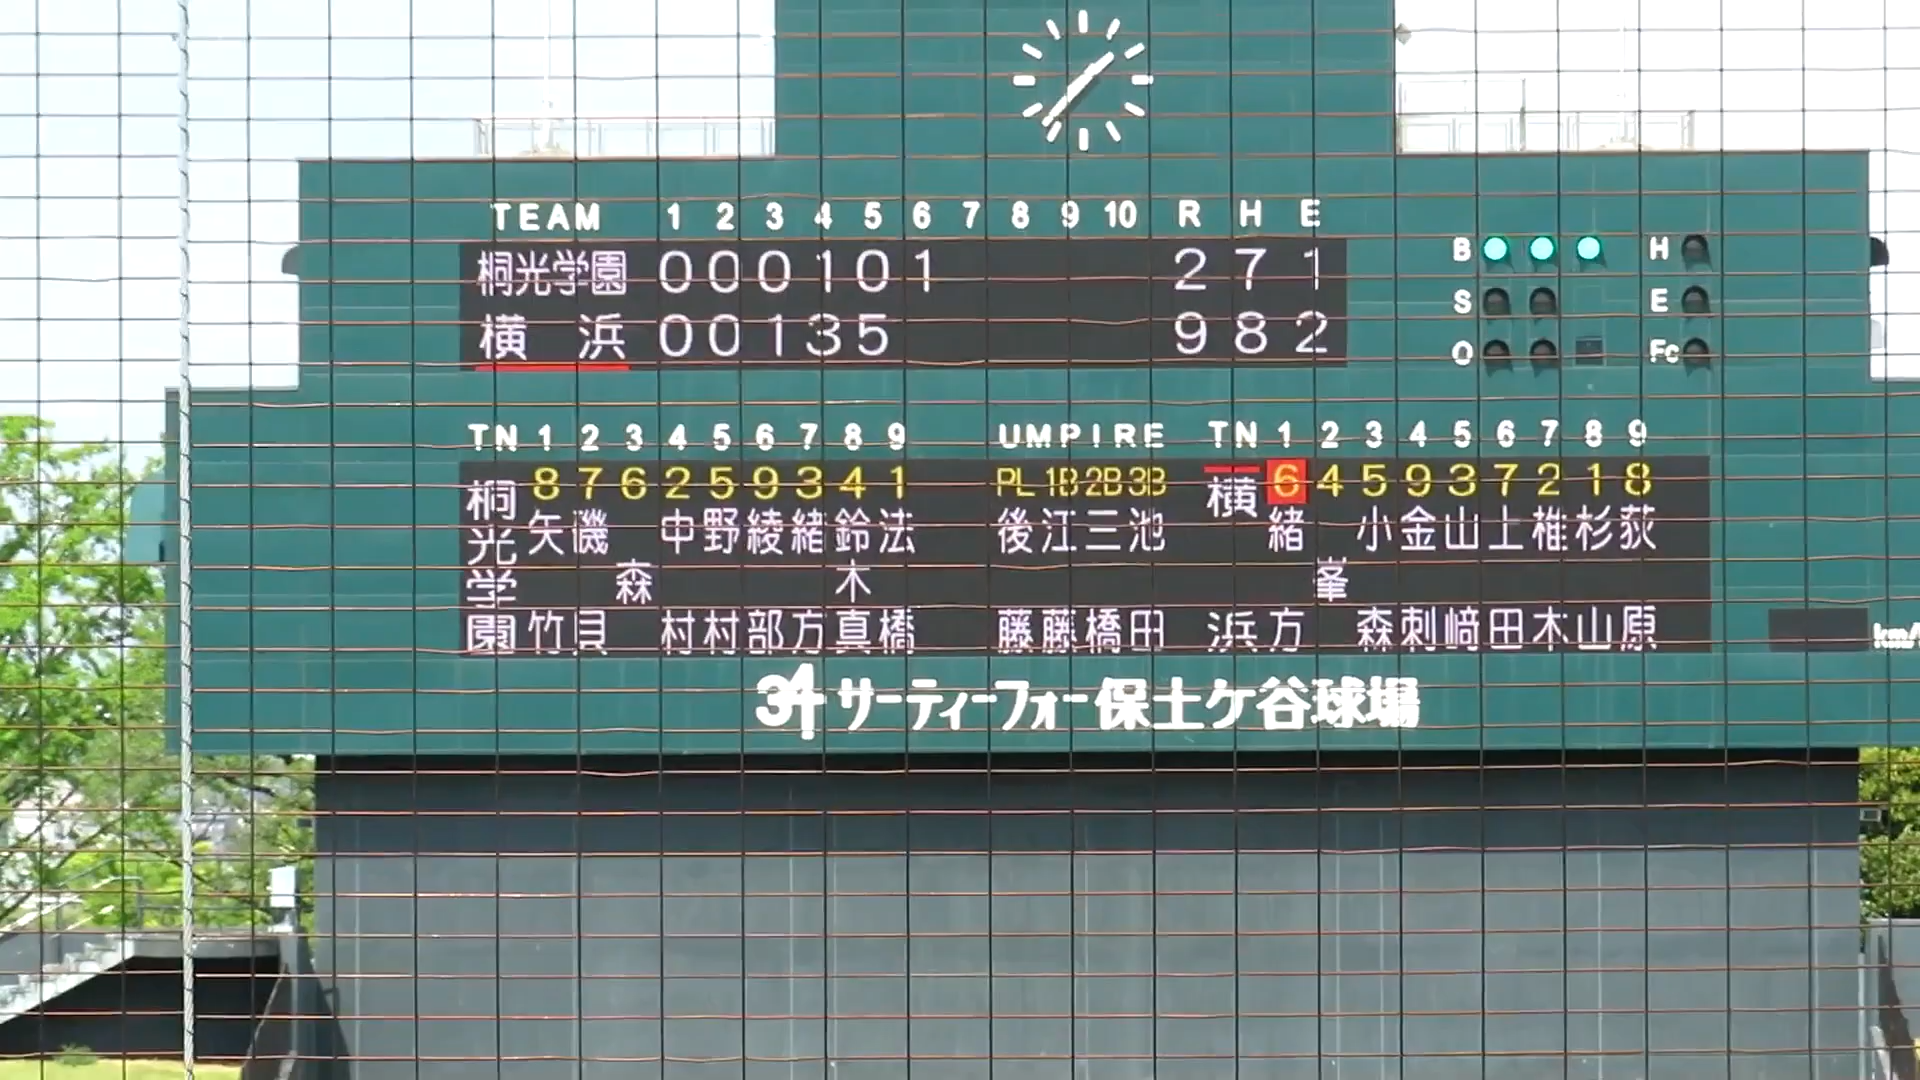 TEAM 1 2 3 4 5 6 7 8 9 10 R H E
桐光学園 0 0 0 1 0 1 2 7 1
横浜 0 0 1 3 5 9 8 2
B H
S E
O Fc
TN 1 2 3 4 5 6 7 8 9
桐光学園
8 7 6 2 5 9 3 4 1
矢竹 磯貝 森 中村 野村 綾部 緒方 鈴木真 法橋
UMPIRE
PL 1B 2B 3B
後藤 江藤 三橋 池田
TN 1 2 3 4 5 6 7 8 9
横浜
6 4 5 9 3 7 2 1 8
緒方 峯 小森 金刺 山﨑 上田 椎木 杉山 荻原
km/
34 サーティーフォー保土ケ谷球場